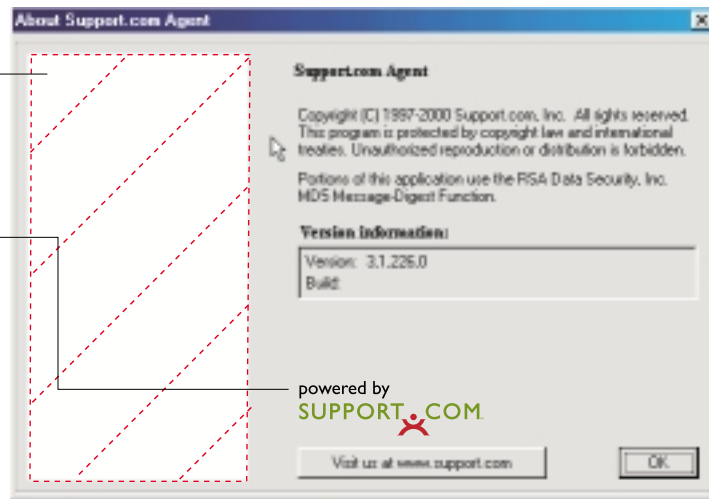 About Support.com Agent
Support.com Agent
Copyright (C) 1997-2000 Support.com, Inc. All rights reserved.
This program is protected by copyright law and international
treaties. Unauthorized reproduction or distribution is forbidden.
Portions of this application use the RSA Data Security, Inc.
MD5 Message-Digest Function.
Version information:
Version: 3.1.226.0
Build:
powered by
SUPPORT COM
Visit us at www.support.com
OK